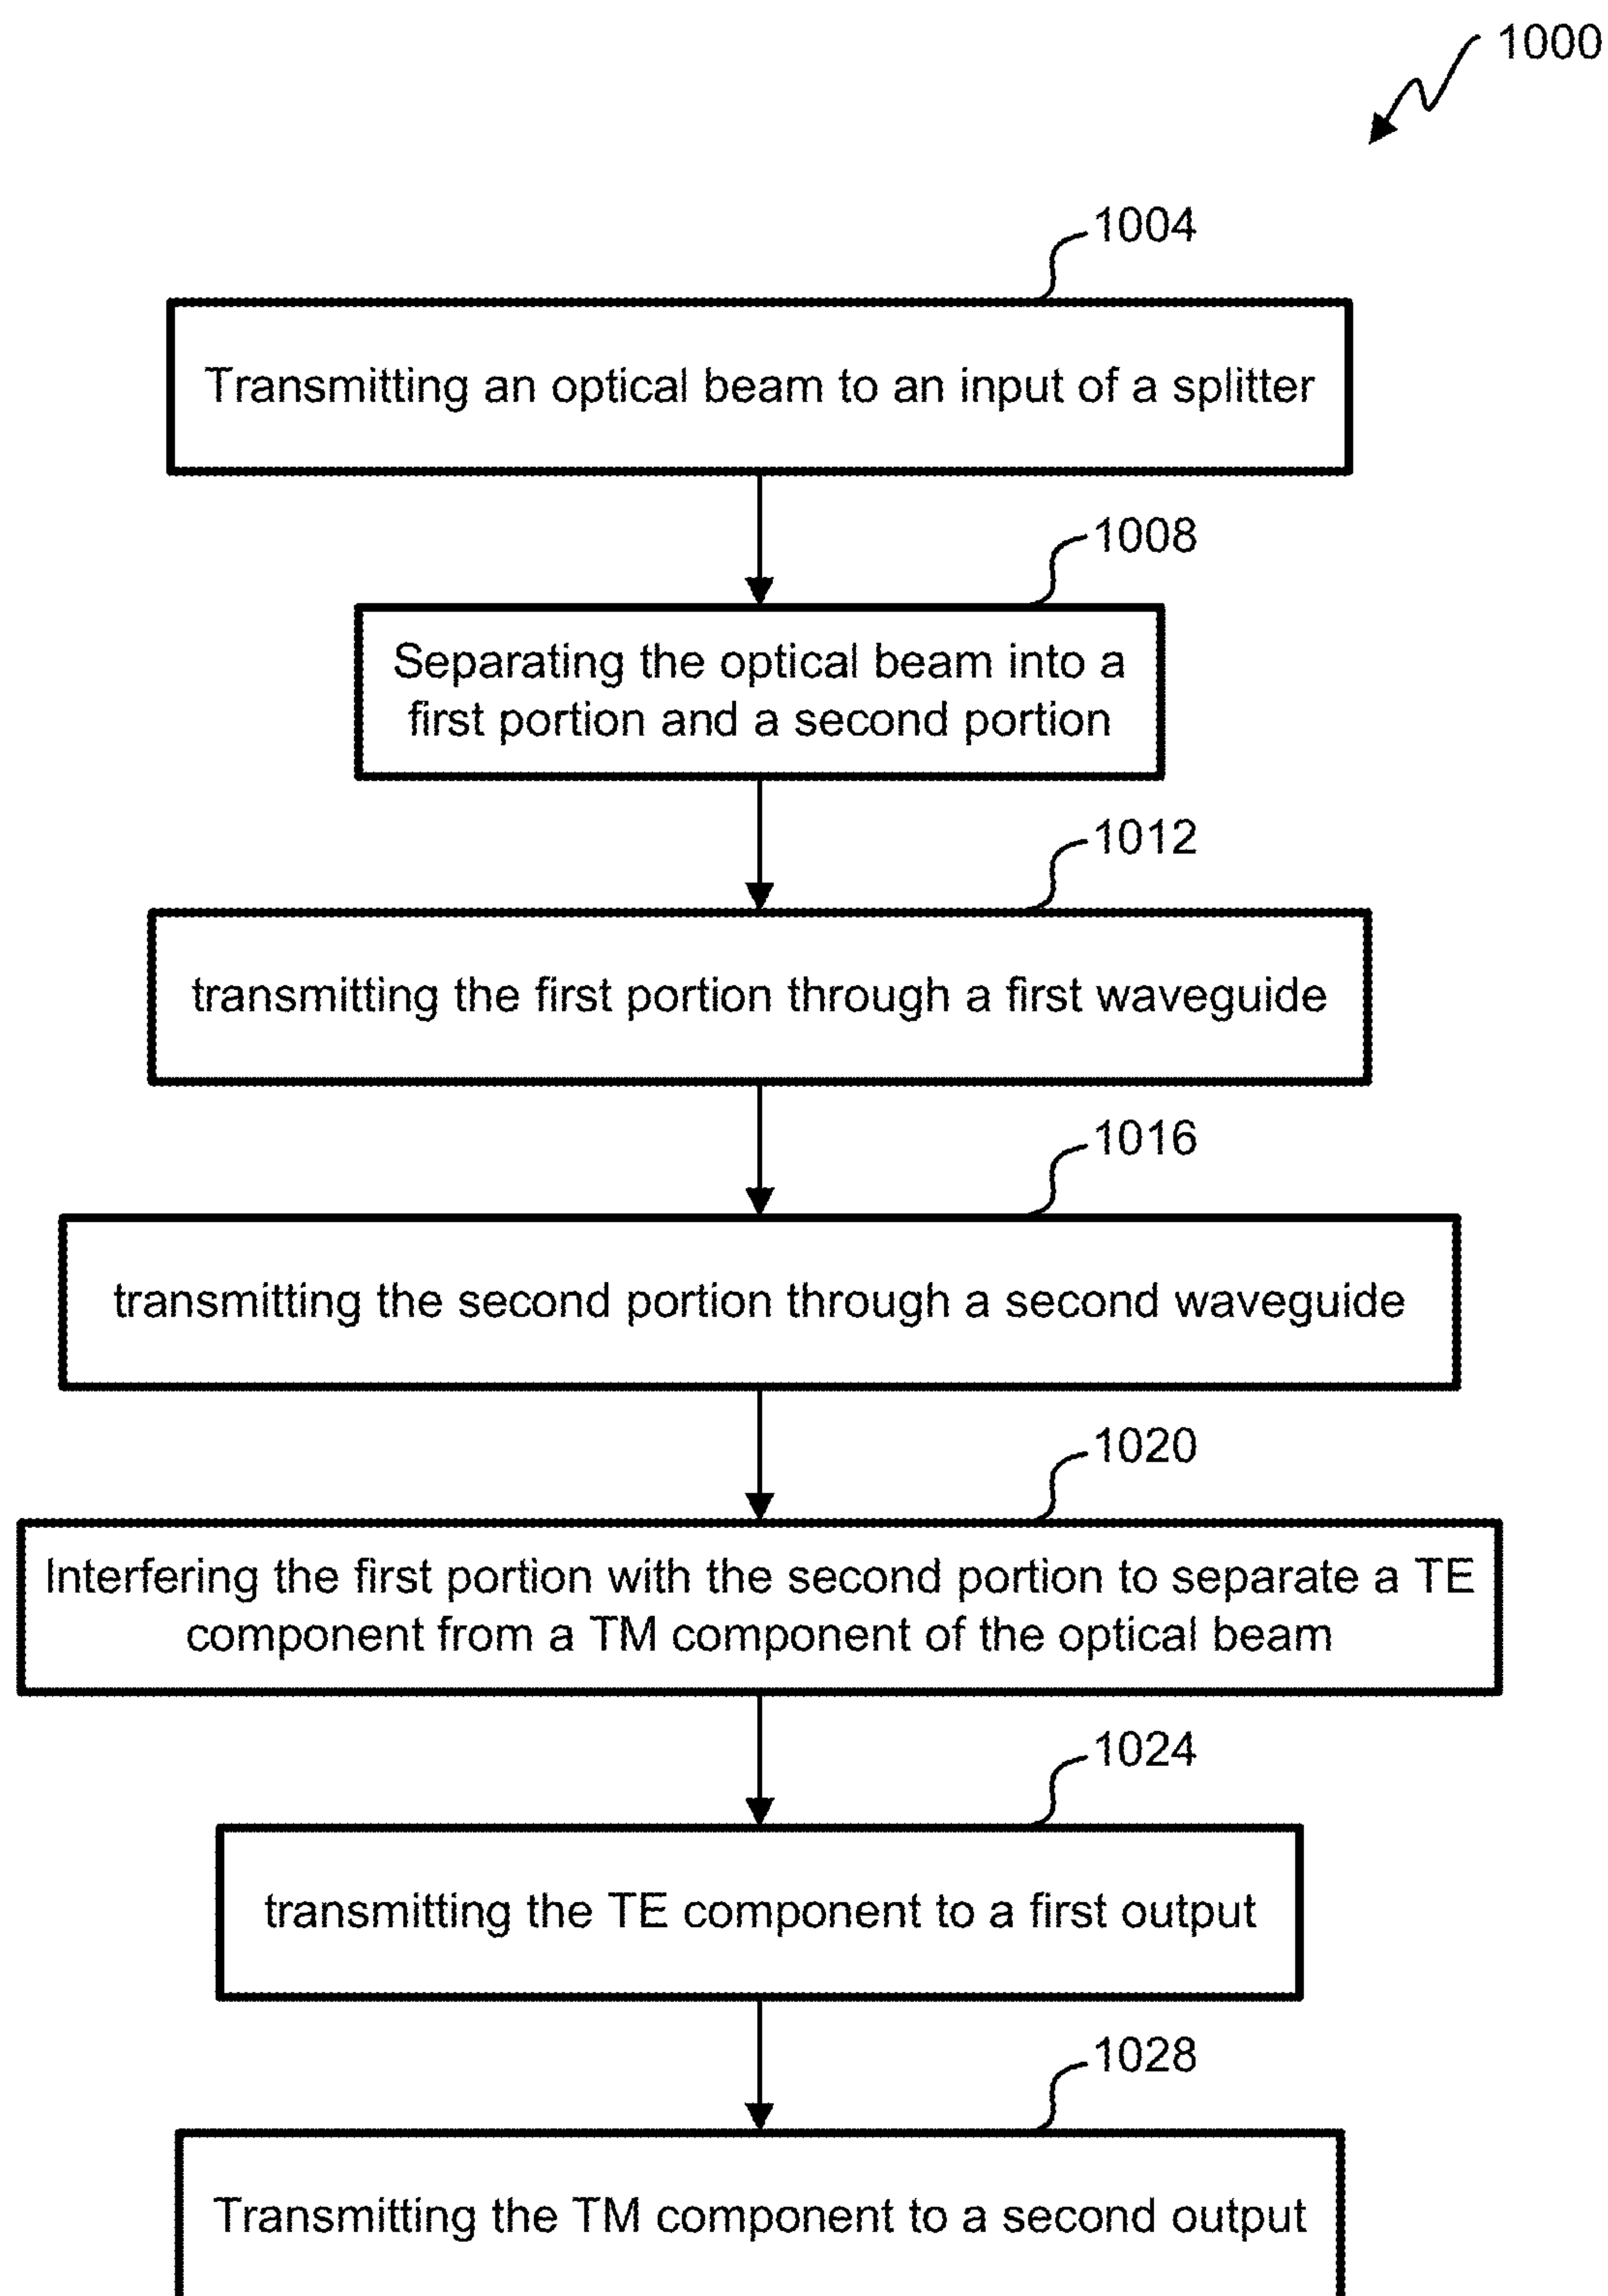 1000
1004
Transmitting an optical beam to an input of a splitter
1008
Separating the optical beam into a
first portion and a second portion
1012
transmitting the first portion through a first waveguide
1016
transmitting the second portion through a second waveguide
1020
Interfering the first portion with the second portion to separate a TE
component from a TM component of the optical beam
1024
transmitting the TE component to a first output
1028
Transmitting the TM component to a second output